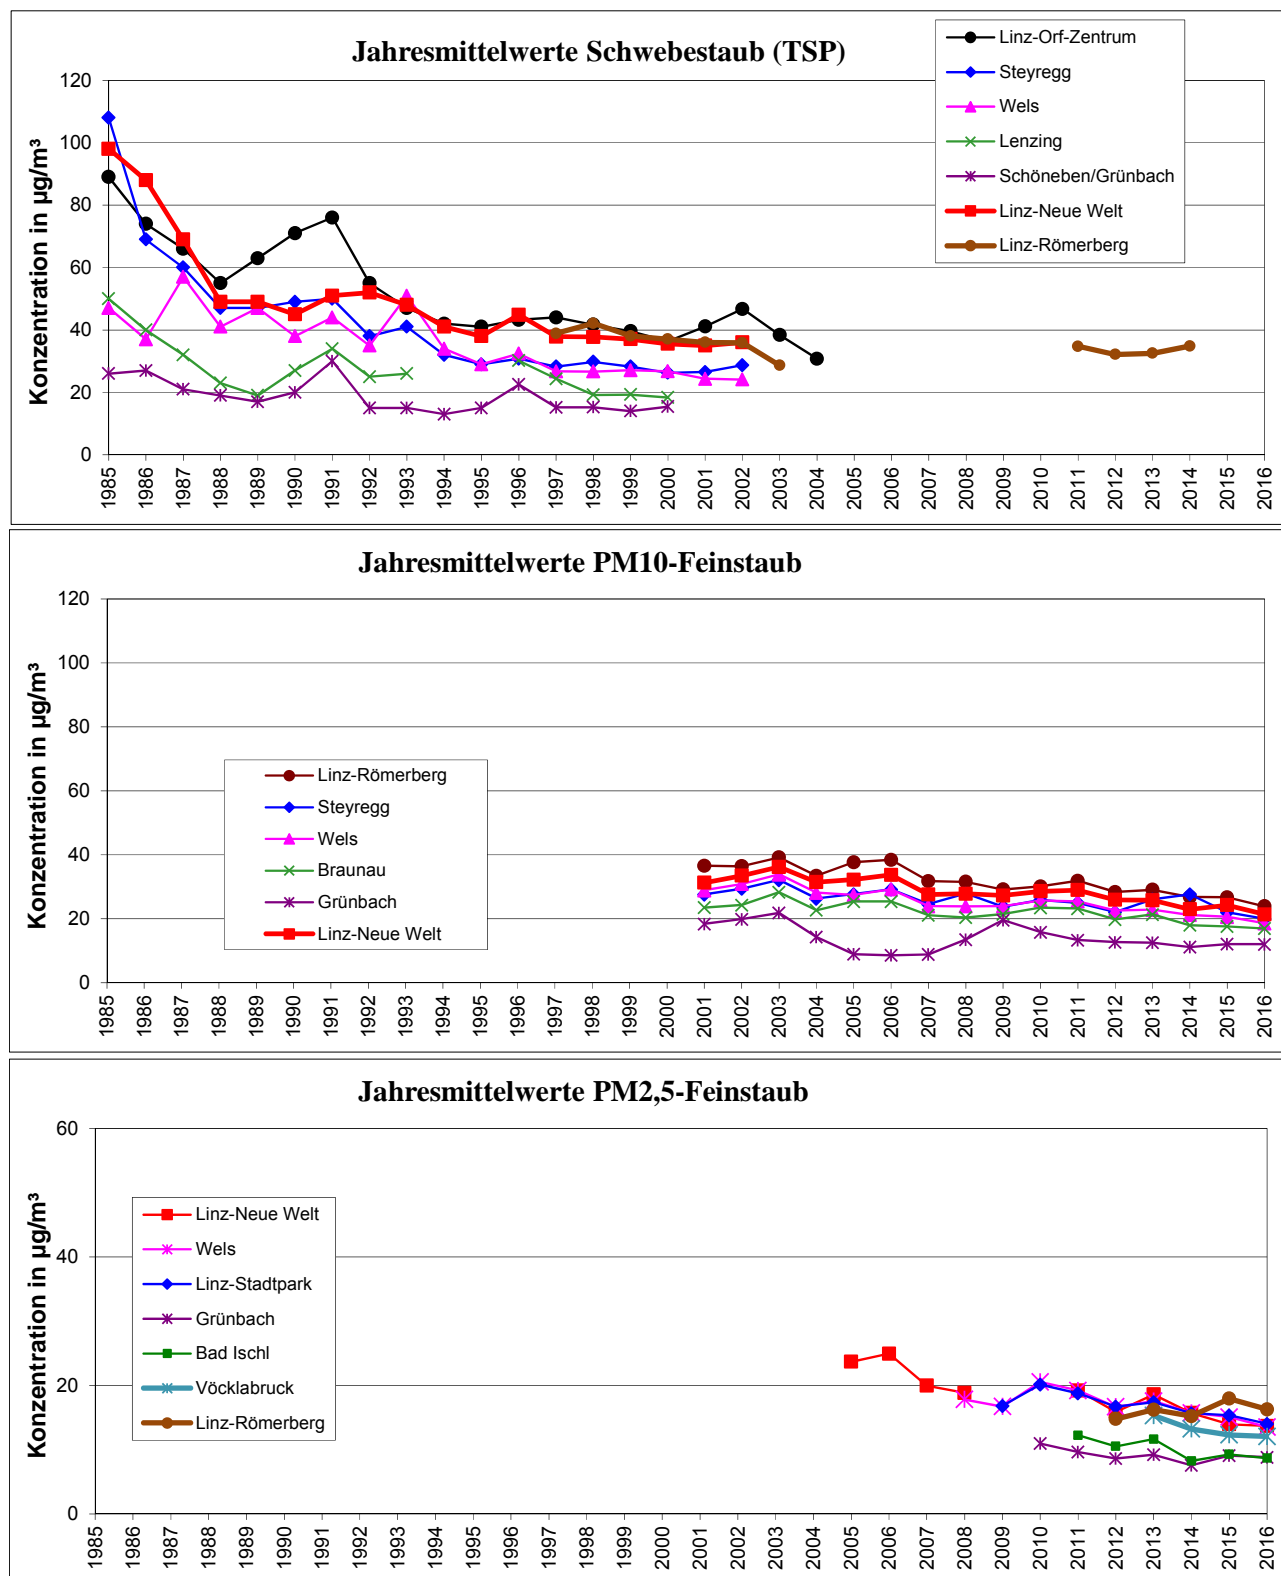 Jahresmittelwerte Schwebestaub (TSP)
Konzentration in µg/m³
120
100
80
60
40
20
0
1985 1986 1987 1988 1989 1990 1991 1992 1993 1994 1995 1996 1997 1998 1999 2000 2001 2002 2003 2004 2005 2006 2007 2008 2009 2010 2011 2012 2013 2014 2015 2016
Linz-Orf-Zentrum
Steyregg
Wels
Lenzing
Schöneben/Grünbach
Linz-Neue Welt
Linz-Römerberg
Jahresmittelwerte PM10-Feinstaub
Konzentration in µg/m³
120
100
80
60
40
20
0
1985 1986 1987 1988 1989 1990 1991 1992 1993 1994 1995 1996 1997 1998 1999 2000 2001 2002 2003 2004 2005 2006 2007 2008 2009 2010 2011 2012 2013 2014 2015 2016
Linz-Römerberg
Steyregg
Wels
Braunau
Grünbach
Linz-Neue Welt
Jahresmittelwerte PM2,5-Feinstaub
Konzentration in µg/m³
60
40
20
0
1985 1986 1987 1988 1989 1990 1991 1992 1993 1994 1995 1996 1997 1998 1999 2000 2001 2002 2003 2004 2005 2006 2007 2008 2009 2010 2011 2012 2013 2014 2015 2016
Linz-Neue Welt
Wels
Linz-Stadtpark
Grünbach
Bad Ischl
Vöcklabruck
Linz-Römerberg